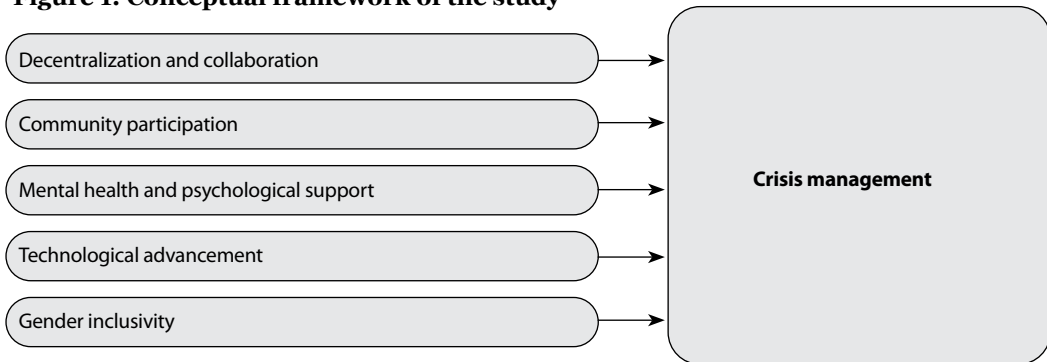 Figure 1. Conceptual framework of the study
Decentralization and collaboration
Community participation
Mental health and psychological support
Technological advancement
Gender inclusivity
Crisis management